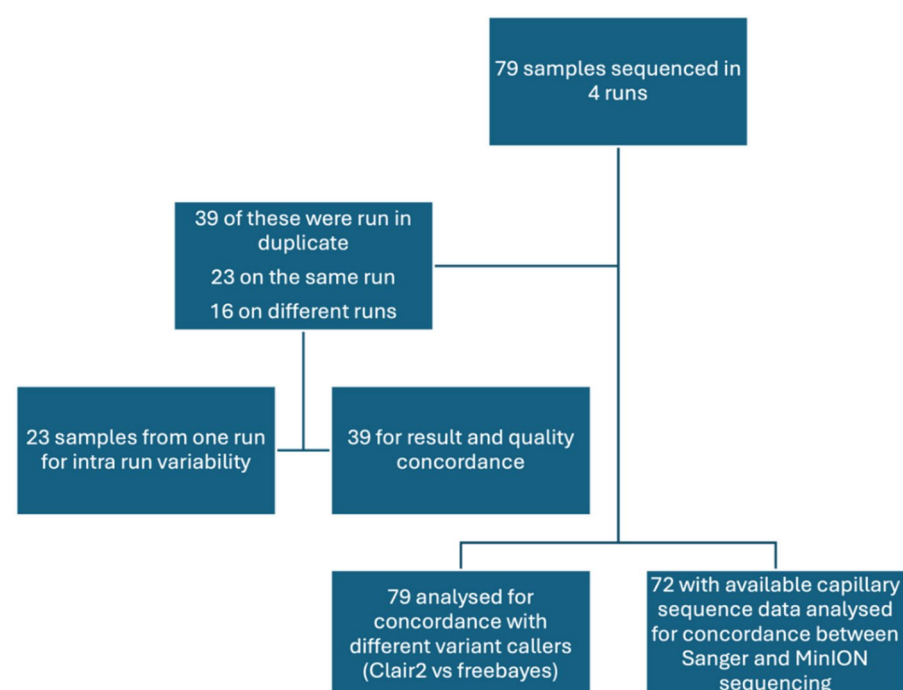 79 samples sequenced in
4 runs
39 of these were run in
duplicate
23 on the same run
16 on different runs
23 samples from one run
for intra run variability
39 for result and quality
concordance
79 analysed for
concordance with
different variant callers
(Clair2 vs freebayes)
72 with available capillary
sequence data analysed
for concordance between
Sanger and MinION
sequencing